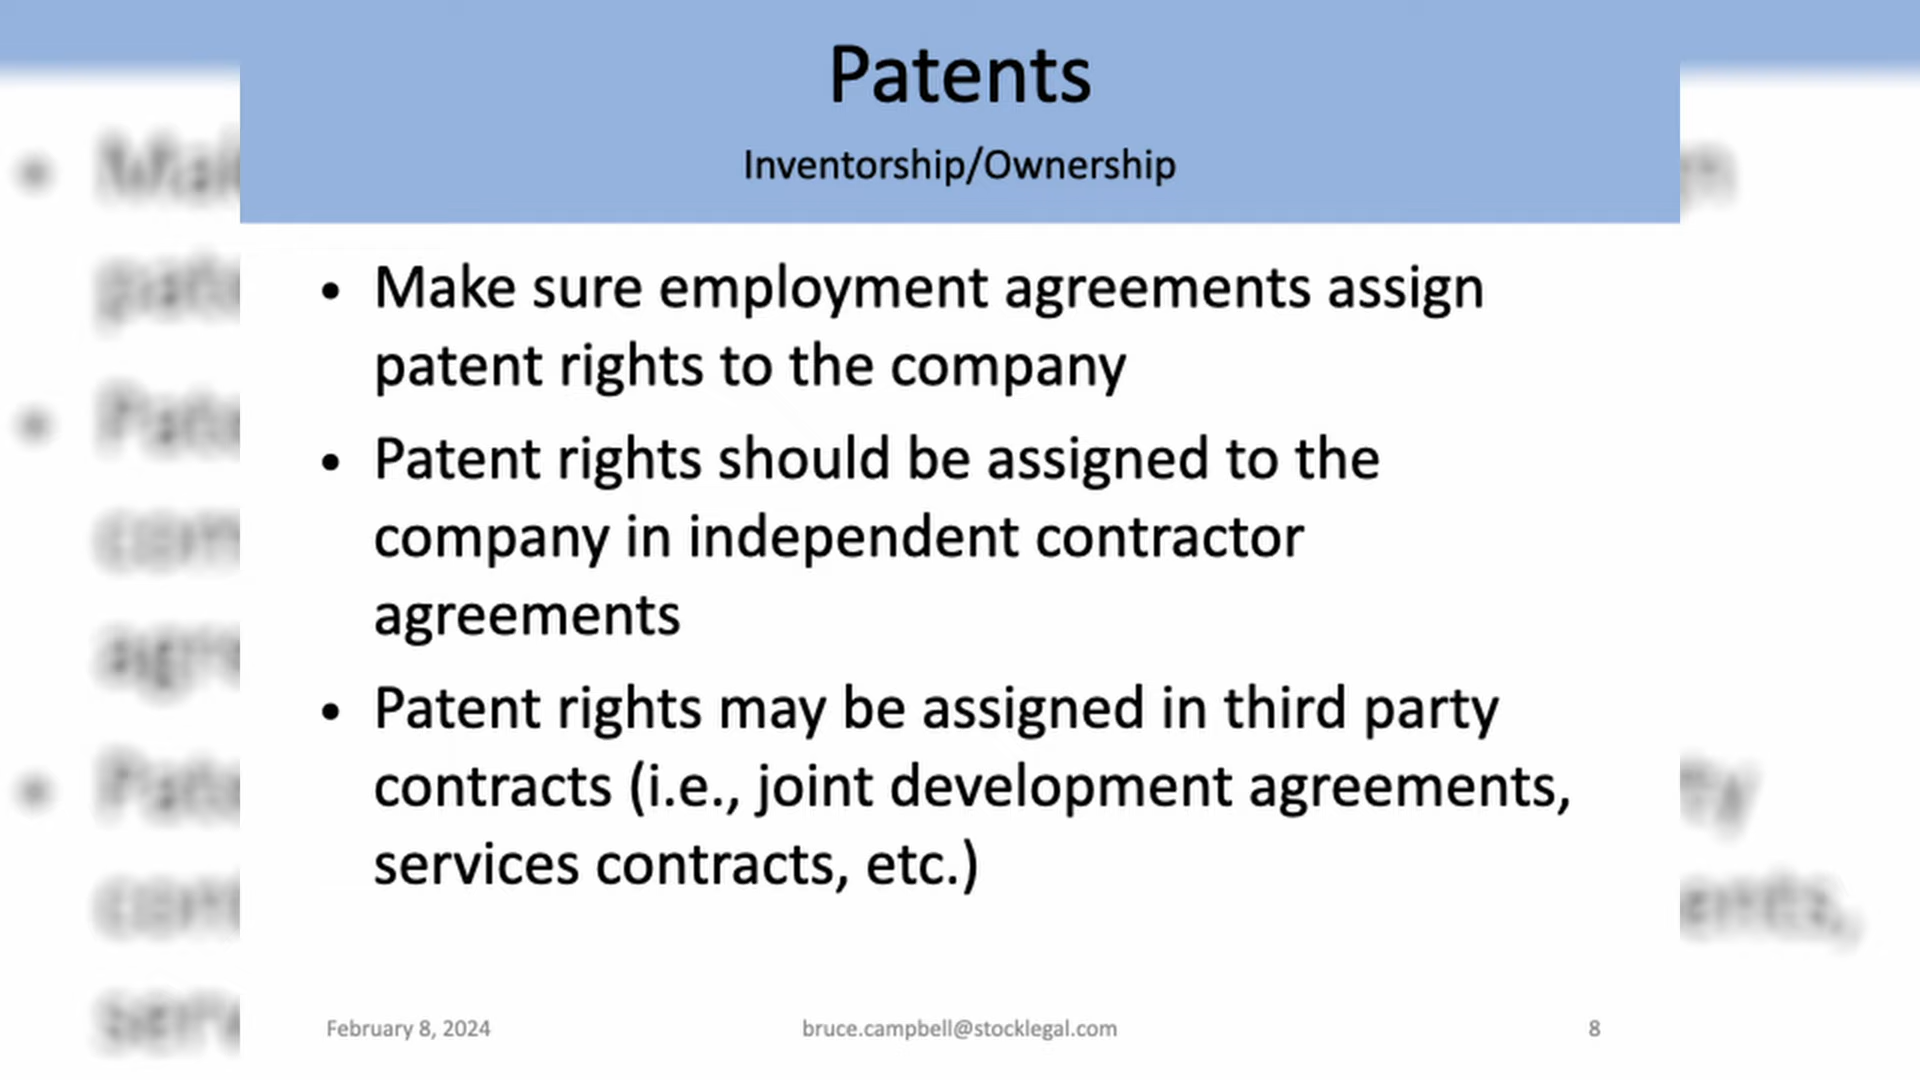 Patents
Inventorship/Ownership
• Make sure employment agreements assign
patent rights to the company
• Patent rights should be assigned to the
company in independent contractor
agreements
• Patent rights may be assigned in third party
contracts (i.e., joint development agreements,
services contracts, etc.)
February 8, 2024 bruce.campbell@stocklegal.com 8